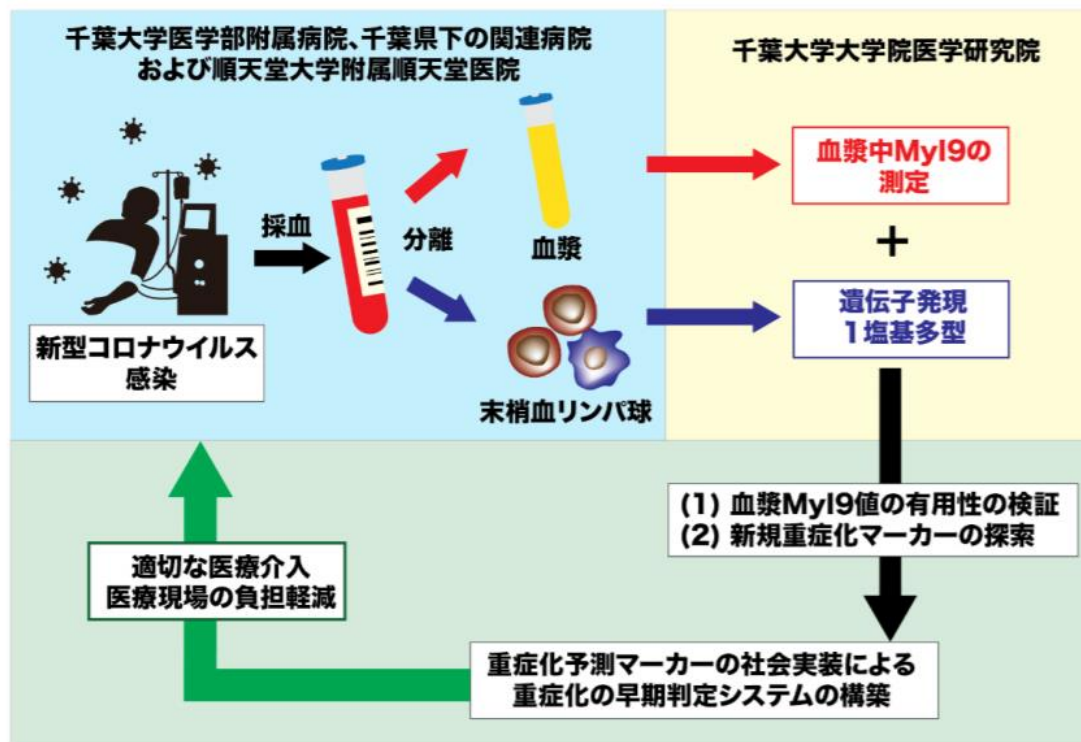 千葉大学医学部附属病院、千葉県下の関連病院
および順天堂大学附属順天堂医院
千葉大学大学院医学研究院
採血
分離
血漿
末梢血リンパ球
新型コロナウイルス
感染
血漿中Myl9の
測定
+
遺伝子発現
1塩基多型
(1) 血漿Myl9値の有用性の検証
(2) 新規重症化マーカーの探索
重症化予測マーカーの社会実装による
重症化の早期判定システムの構築
適切な医療介入
医療現場の負担軽減